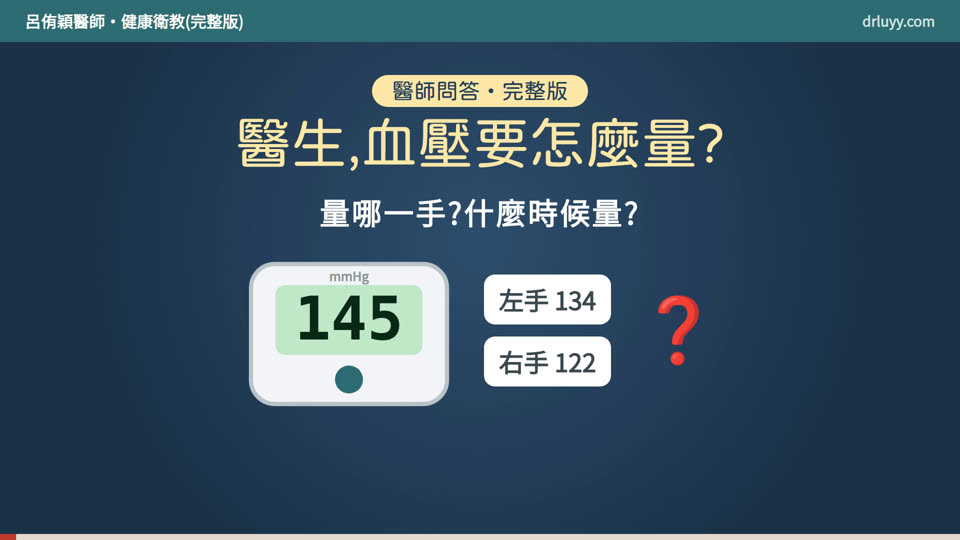 呂侑穎醫師・健康衛教(完整版)
drluyy.com
醫師問答・完整版
醫生,血壓要怎麼量?
量哪一手?什麼時候量?
mmHg
145
左手 134
右手 122
❓